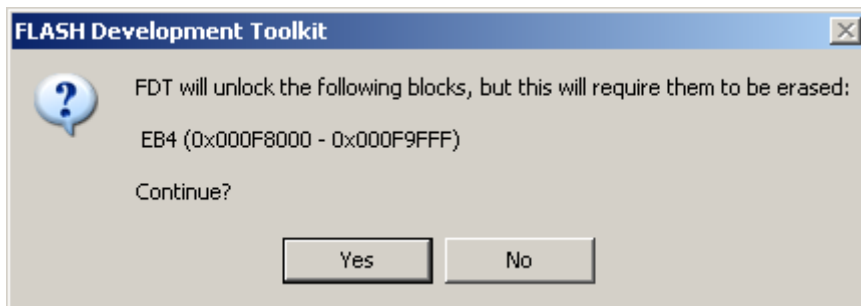 FLASH Development Toolkit
FDT will unlock the following blocks, but this will require them to be erased:
EB4 (0x000F8000 - 0x000F9FFF)
Continue?
Yes
No